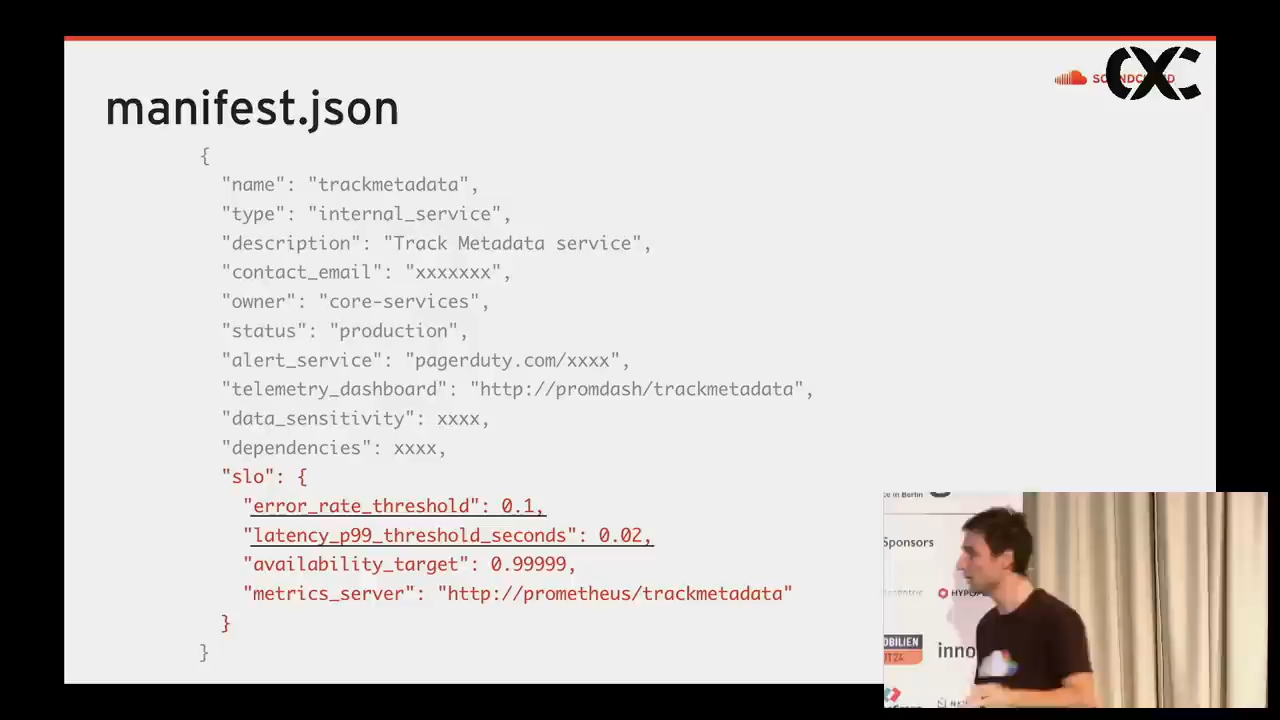 manifest.json
{
"name": "trackmetadata",
"type": "internal_service",
"description": "Track Metadata service",
"contact_email": "xxxxxxx",
"owner": "core-services",
"status": "production",
"alert_service": "pagerduty.com/xxxx",
"telemetry_dashboard": "http://promdash/trackmetadata",
"data_sensitivity": xxxx,
"dependencies": xxxx,
"slo": {
"error_rate_threshold": 0.1,
"latency_p99_threshold_seconds": 0.02,
"availability_target": 0.99999,
"metrics_server": "http://prometheus/trackmetadata"
}
}
in Berlin
Sponsors